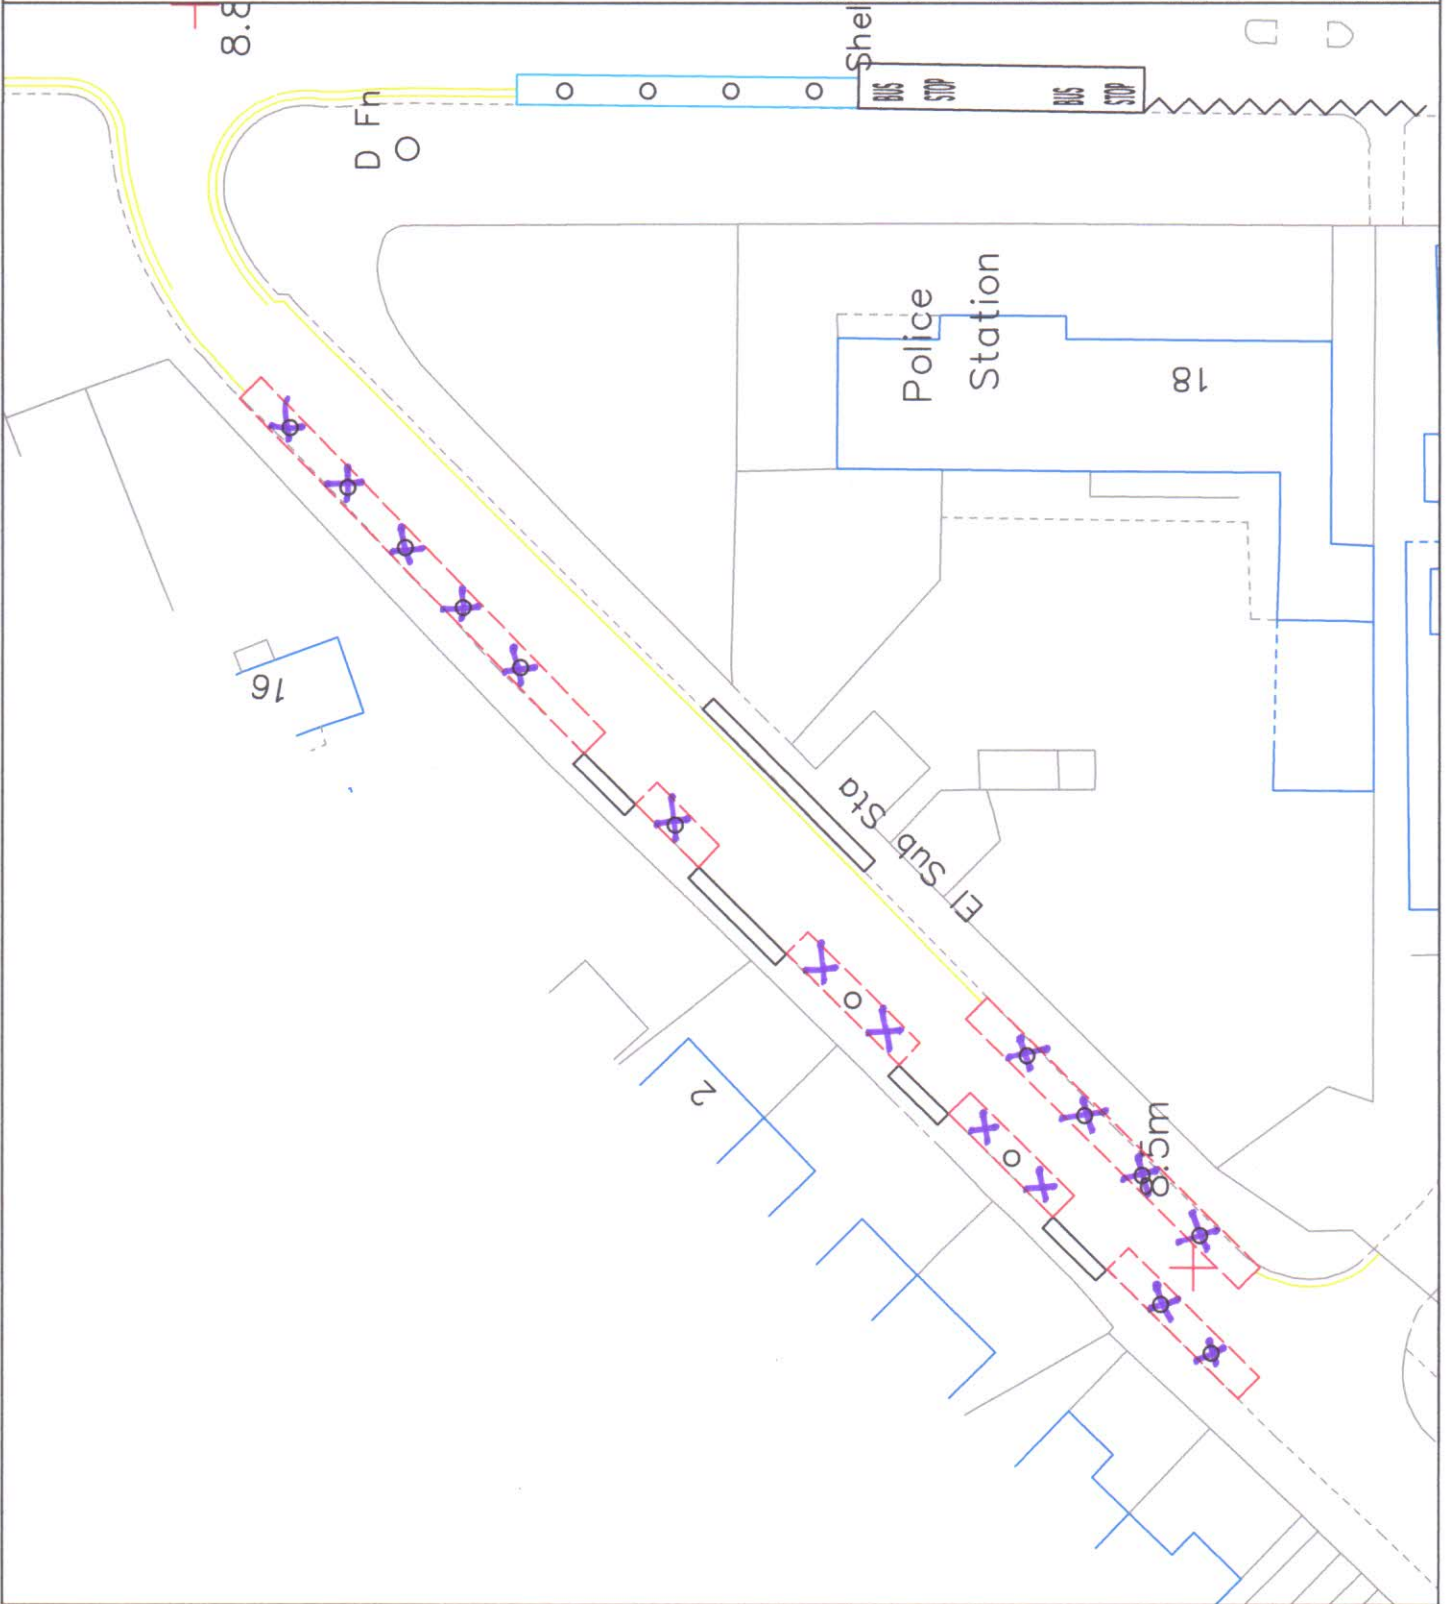 8.8
Shel
BUS
STOP
BUS
STOP
D Fn
Police
Station
18
16
El Sub Sta
2
8.5m